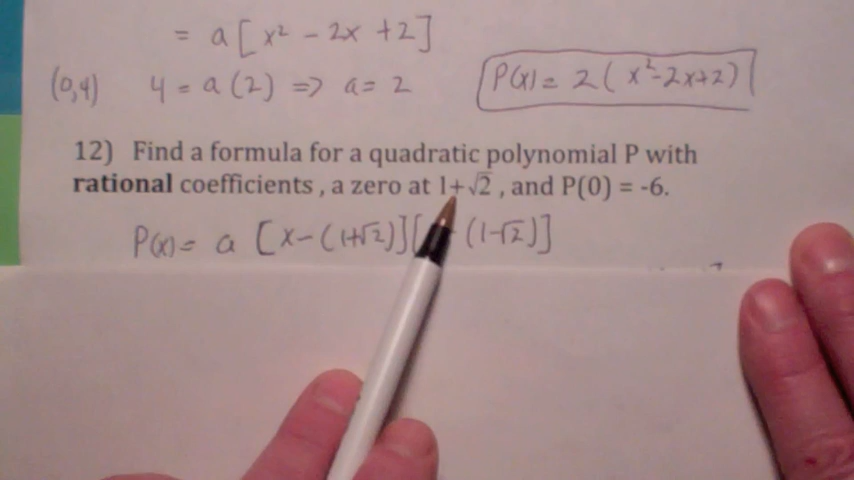 = a [ x² - 2x + 2 ]
(0,4) 4 = a (2) => a = 2 P(x) = 2 ( x² - 2x + 2 )
12) Find a formula for a quadratic polynomial P with
rational coefficients , a zero at 1+√2 , and P(0) = -6.
P(x) = a [ x - (1+√2) ] [ - (1-√2) ]